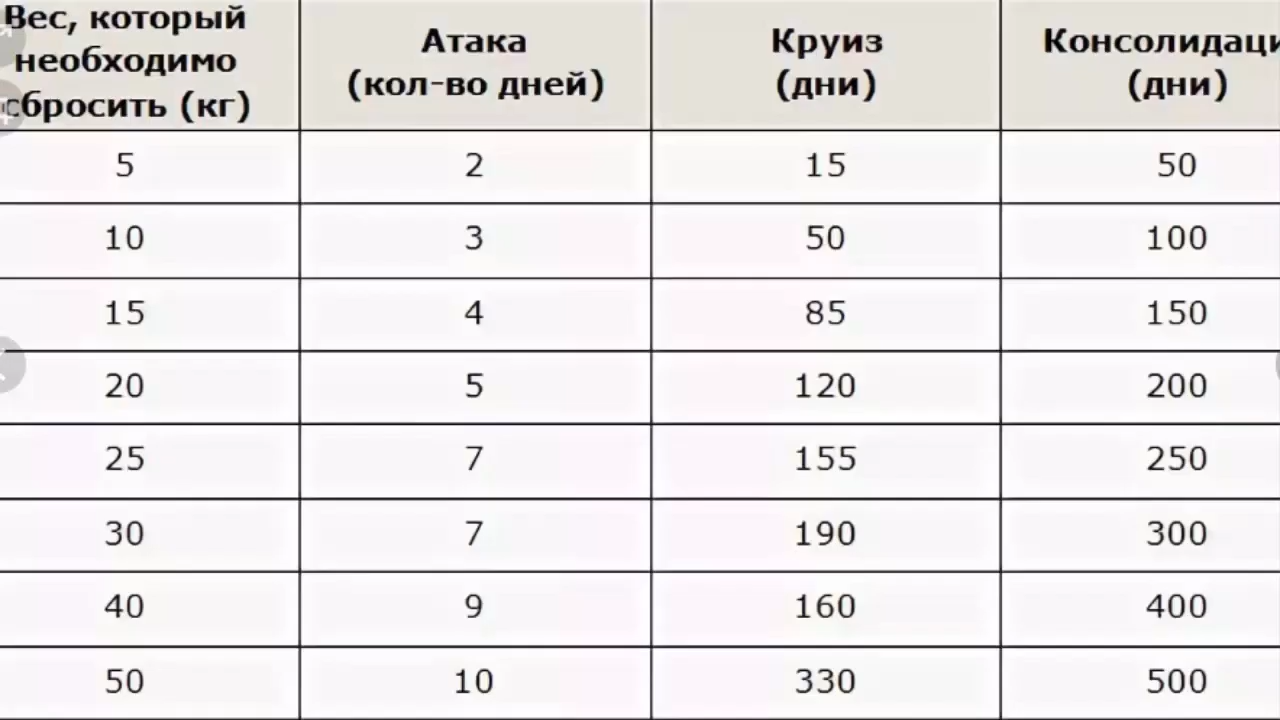 Вес, который
необходимо
сбросить (кг)
Атака
(кол-во дней)
Круиз
(дни)
Консолидаци
(дни)
5 2 15 50
10 3 50 100
15 4 85 150
20 5 120 200
25 7 155 250
30 7 190 300
40 9 160 400
50 10 330 500